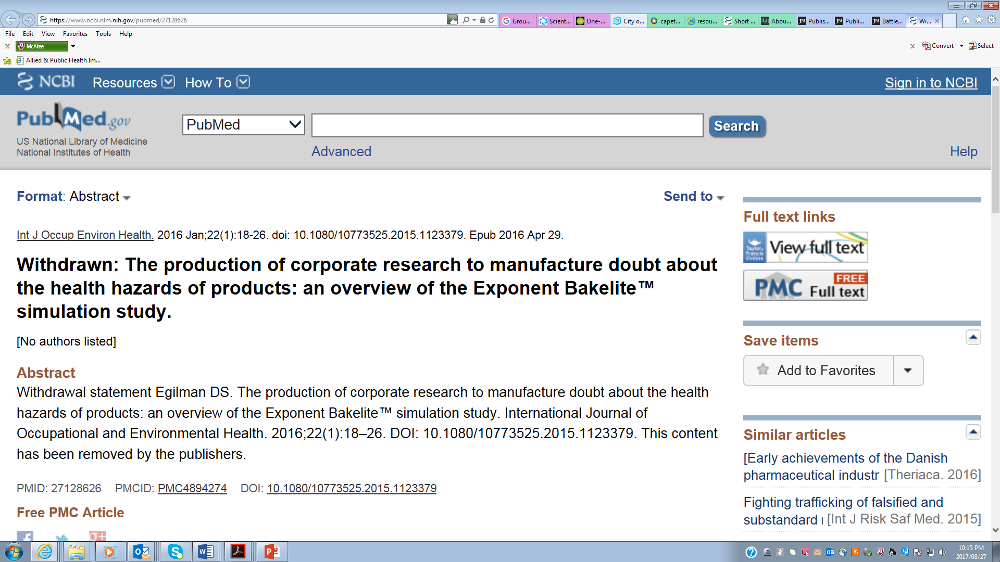 https://www.ncbi.nlm.nih.gov/pubmed/27128626
Grou...
Scient...
One-...
City o...
capet...
resou...
Short ...
Abou...
Publis...
Publi...
Battle...
Wi...
File Edit View Favorites Tools Help
x McAfee
x Convert Select
Allied & Public Health Im...
NCBI Resources How To Sign in to NCBI
PubMed.gov
US National Library of Medicine
National Institutes of Health
PubMed
Search
Advanced
Help
Format: Abstract
Send to
Int J Occup Environ Health. 2016 Jan;22(1):18-26. doi: 10.1080/10773525.2015.1123379. Epub 2016 Apr 29.
Withdrawn: The production of corporate research to manufacture doubt about
the health hazards of products: an overview of the Exponent Bakelite™
simulation study.
[No authors listed]
Abstract
Withdrawal statement Egilman DS. The production of corporate research to manufacture doubt about the health
hazards of products: an overview of the Exponent Bakelite™ simulation study. International Journal of
Occupational and Environmental Health. 2016;22(1):18–26. DOI: 10.1080/10773525.2015.1123379. This content
has been removed by the publishers.
PMID: 27128626 PMCID: PMC4894274 DOI: 10.1080/10773525.2015.1123379
Free PMC Article
Full text links
Taylor & Francis Online
View full text
PMC FREE
Full text
Save items
Add to Favorites
Similar articles
[Early achievements of the Danish
pharmaceutical industr [Theriaca. 2016]
Fighting trafficking of falsified and
substandard [Int J Risk Saf Med. 2015]
10:15 PM
2017/08/27